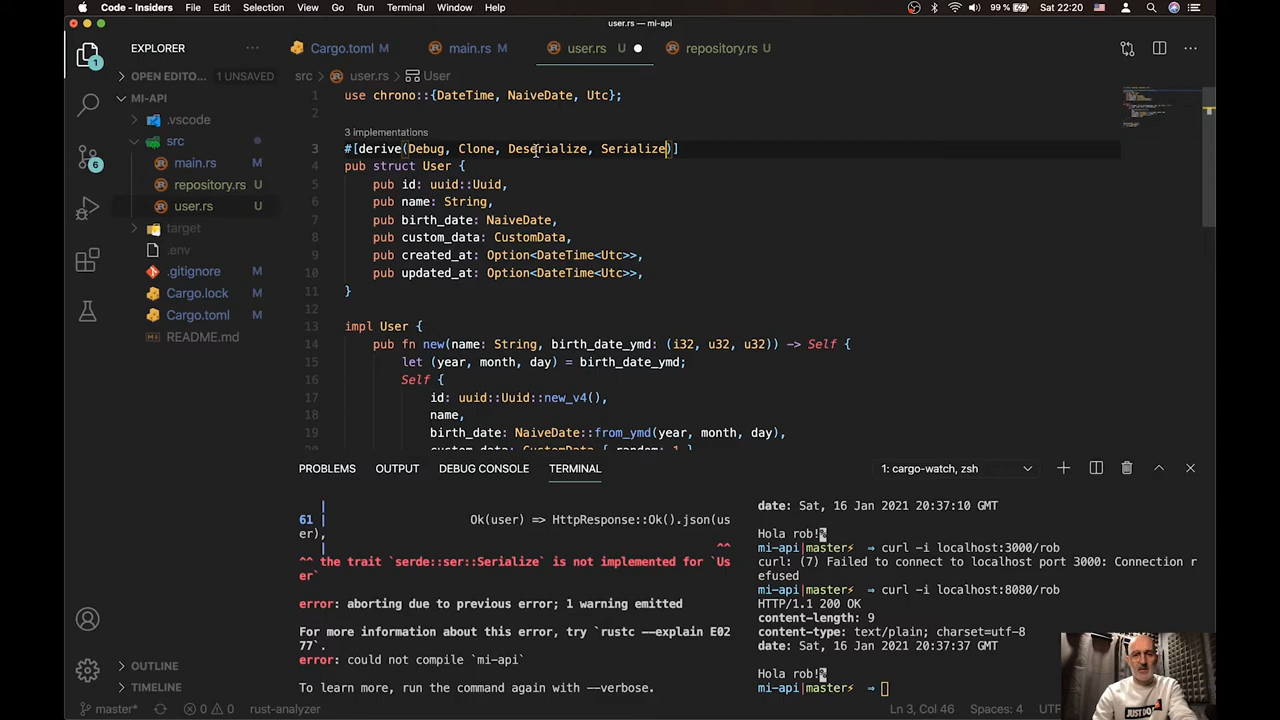 Code - Insiders File Edit Selection View Go Run Terminal Window Help 99 % Sat 22:20
user.rs — mi-api
EXPLORER
Cargo.toml M
main.rs M
user.rs U
repository.rs U
OPEN EDITO... 1 UNSAVED
src › user.rs › User
MI-API
.vscode
src
main.rs M
repository.rs U
user.rs U
target
.env
.gitignore M
Cargo.lock M
Cargo.toml M
README.md
OUTLINE
TIMELINE
1 use chrono::{DateTime, NaiveDate, Utc};
2
3 implementations
3 #[derive(Debug, Clone, Deserialize, Serialize)]
4 pub struct User {
5 pub id: uuid::Uuid,
6 pub name: String,
7 pub birth_date: NaiveDate,
8 pub custom_data: CustomData,
9 pub created_at: Option<DateTime<Utc>>,
10 pub updated_at: Option<DateTime<Utc>>,
11 }
12
13 impl User {
14 pub fn new(name: String, birth_date_ymd: (i32, u32, u32)) -> Self {
15 let (year, month, day) = birth_date_ymd;
16 Self {
17 id: uuid::Uuid::new_v4(),
18 name,
19 birth_date: NaiveDate::from_ymd(year, month, day),
20 custom_data: CustomData { random: 1 },
PROBLEMS OUTPUT DEBUG CONSOLE TERMINAL 1: cargo-watch, zsh
|
61 | Ok(user) => HttpResponse::Ok().json(us
er),
| ^^
^^ the trait `serde::ser::Serialize` is not implemented for `Us
er`
error: aborting due to previous error; 1 warning emitted
For more information about this error, try `rustc --explain E02
77`.
error: could not compile `mi-api`
To learn more, run the command again with --verbose.
date: Sat, 16 Jan 2021 20:37:10 GMT
Hola rob!%
mi-api|master⚡ ⇒ curl -i localhost:3000/rob
curl: (7) Failed to connect to localhost port 3000: Connection r
efused
mi-api|master⚡ ⇒ curl -i localhost:8080/rob
HTTP/1.1 200 OK
content-length: 9
content-type: text/plain; charset=utf-8
date: Sat, 16 Jan 2021 20:37:37 GMT
Hola rob!%
mi-api|master⚡ ⇒
master* 0 0 rust-analyzer Ln 3, Col 46 Spaces: 4 UTF
JUST DO